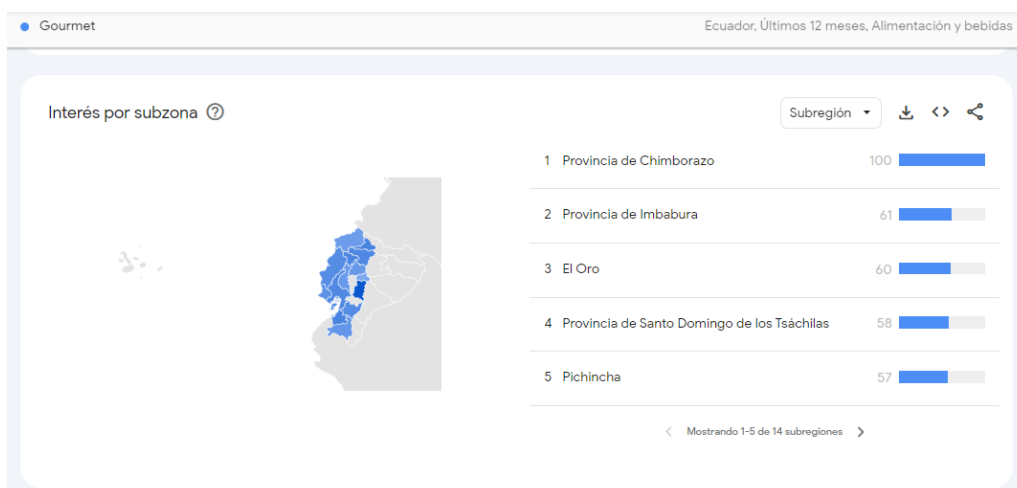 Gourmet
Ecuador, Últimos 12 meses, Alimentación y bebidas
Interés por subzona
Subregión
1 Provincia de Chimborazo 100
2 Provincia de Imbabura 61
3 El Oro 60
4 Provincia de Santo Domingo de los Tsáchilas 58
5 Pichincha 57
Mostrando 1-5 de 14 subregiones